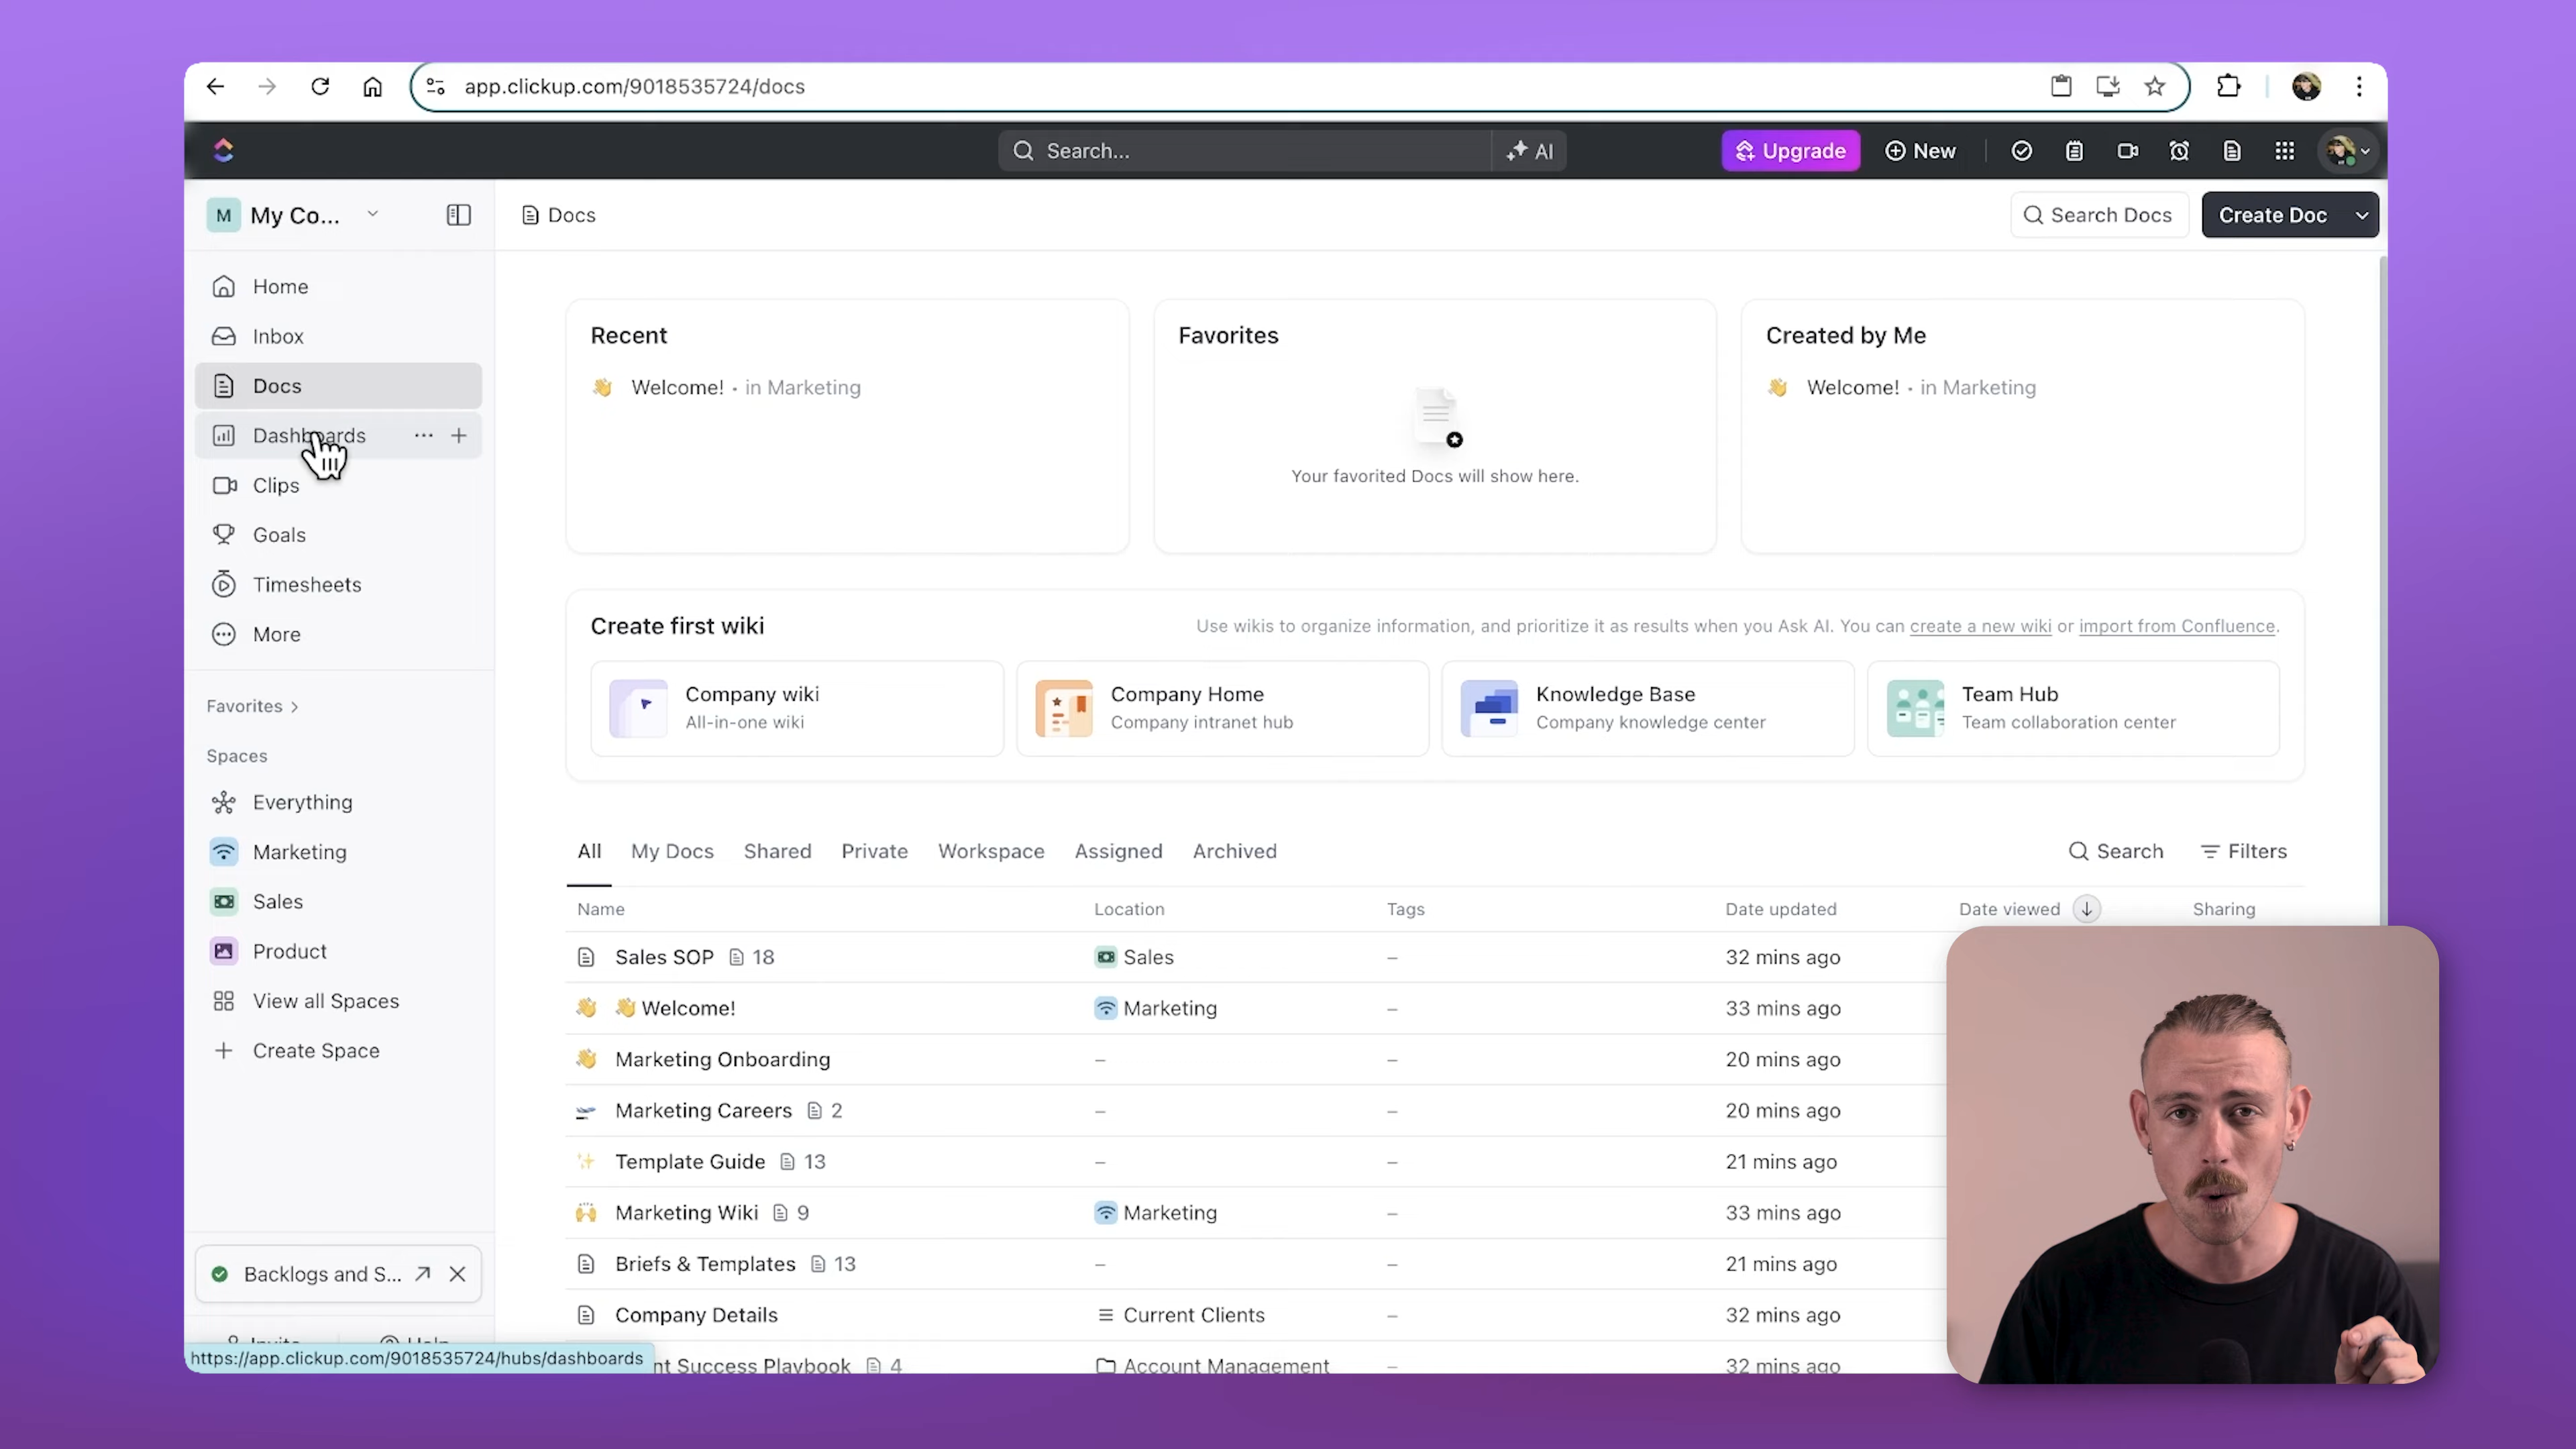 app.clickup.com/9018535724/docs
Search...
AI
Upgrade
New
M My Co...
Docs
Search Docs
Create Doc
Home
Inbox
Docs
Dashboards
Clips
Goals
Timesheets
More
Favorites
Spaces
Everything
Marketing
Sales
Product
View all Spaces
Create Space
Backlogs and S...
Invite
Help
https://app.clickup.com/9018535724/hubs/dashboards
Recent
Welcome! • in Marketing
Favorites
Your favorited Docs will show here.
Created by Me
Welcome! • in Marketing
Create first wiki
Use wikis to organize information, and prioritize it as results when you Ask AI. You can create a new wiki or import from Confluence.
Company wiki
All-in-one wiki
Company Home
Company intranet hub
Knowledge Base
Company knowledge center
Team Hub
Team collaboration center
All My Docs Shared Private Workspace Assigned Archived
Search Filters
Name Location Tags Date updated Date viewed Sharing
Sales SOP 18 Sales – 32 mins ago
Welcome! Marketing – 33 mins ago
Marketing Onboarding – – 20 mins ago
Marketing Careers 2 – – 20 mins ago
Template Guide 13 – – 21 mins ago
Marketing Wiki 9 Marketing – 33 mins ago
Briefs & Templates 13 – – 21 mins ago
Company Details Current Clients – 32 mins ago
nt Success Playbook 4 Account Management – 32 mins ago